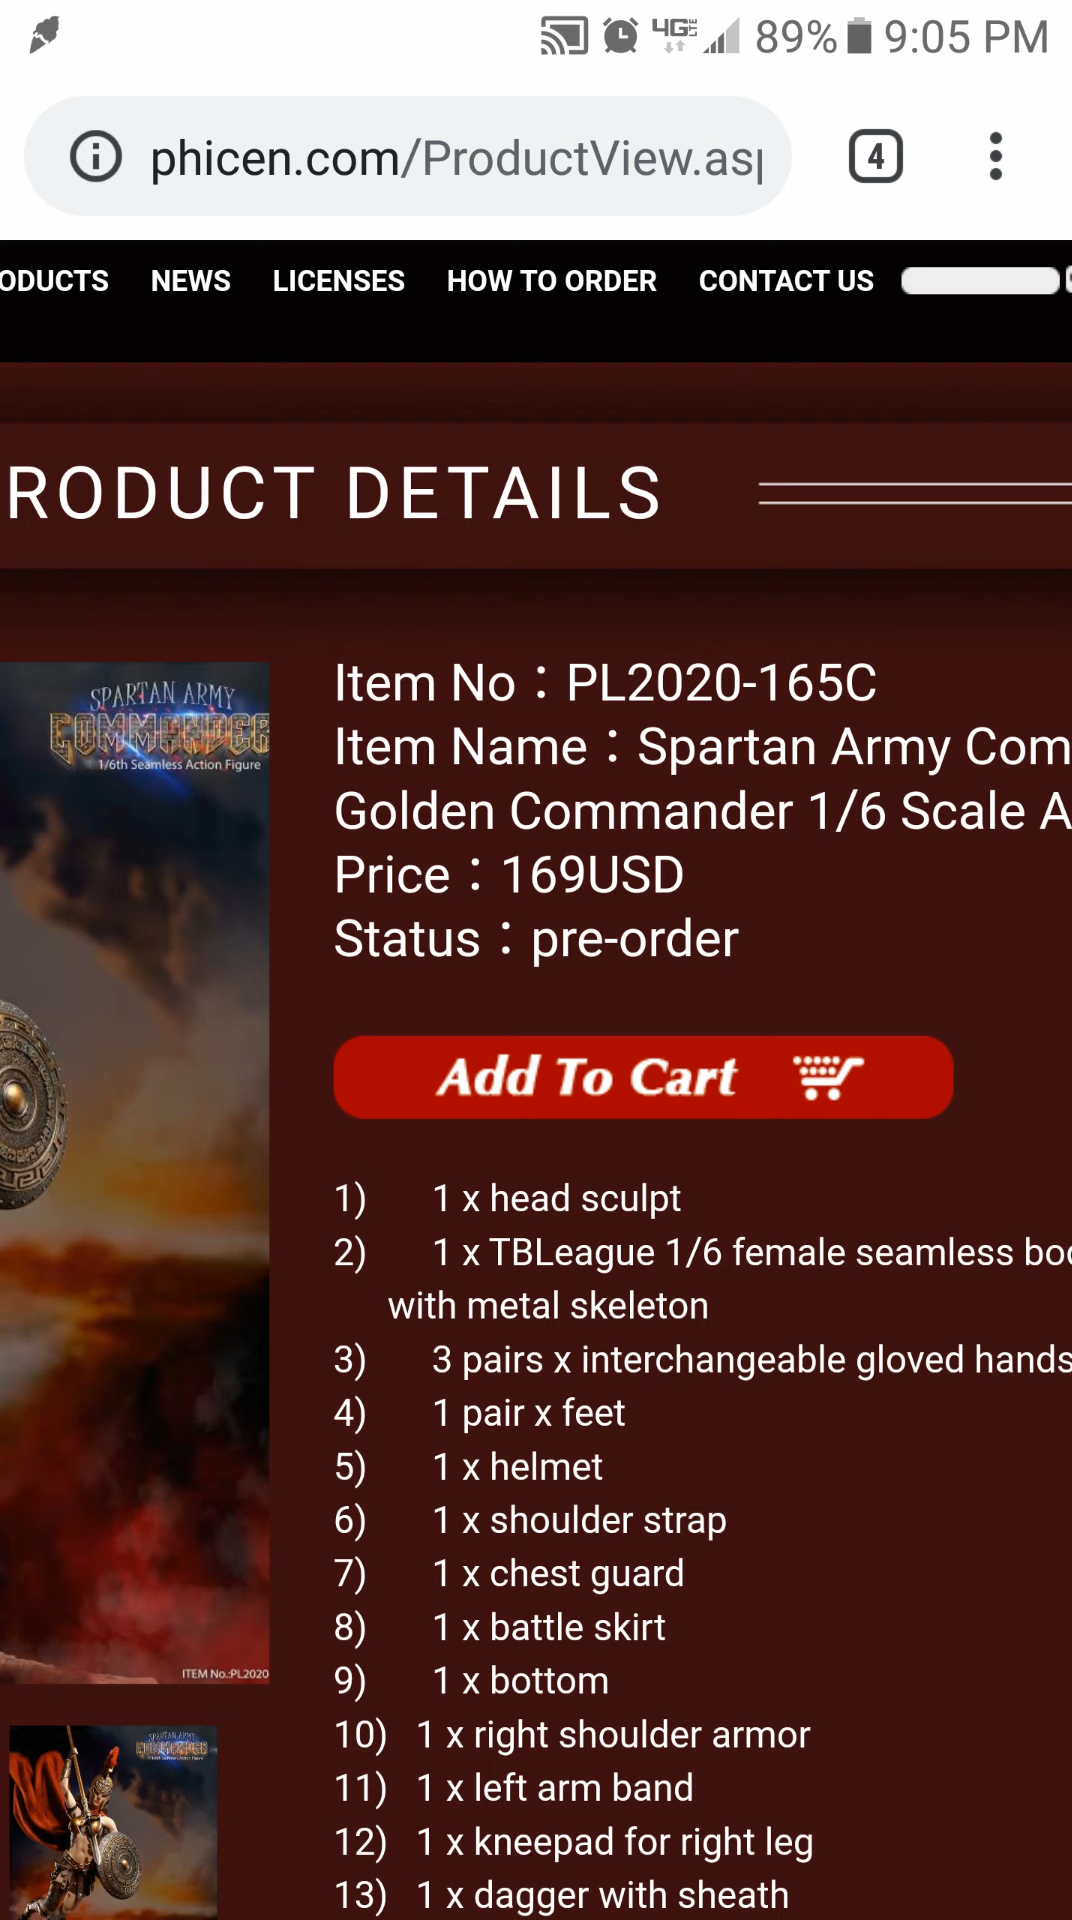 4G LTE 89% 9:05 PM
phicen.com/ProductView.as
4
ODUCTS NEWS LICENSES HOW TO ORDER CONTACT US
RODUCT DETAILS
SPARTAN ARMY
COMMANDER
1/6th Seamless Action Figure
Item No：PL2020-165C
Item Name：Spartan Army Com
Golden Commander 1/6 Scale A
Price：169USD
Status：pre-order
Add To Cart
1) 1 x head sculpt
2) 1 x TBLeague 1/6 female seamless bo
with metal skeleton
3) 3 pairs x interchangeable gloved hands
4) 1 pair x feet
5) 1 x helmet
6) 1 x shoulder strap
7) 1 x chest guard
8) 1 x battle skirt
9) 1 x bottom
ITEM No.:PL2020
10) 1 x right shoulder armor
11) 1 x left arm band
12) 1 x kneepad for right leg
13) 1 x dagger with sheath
SPARTAN ARMY
COMMANDER